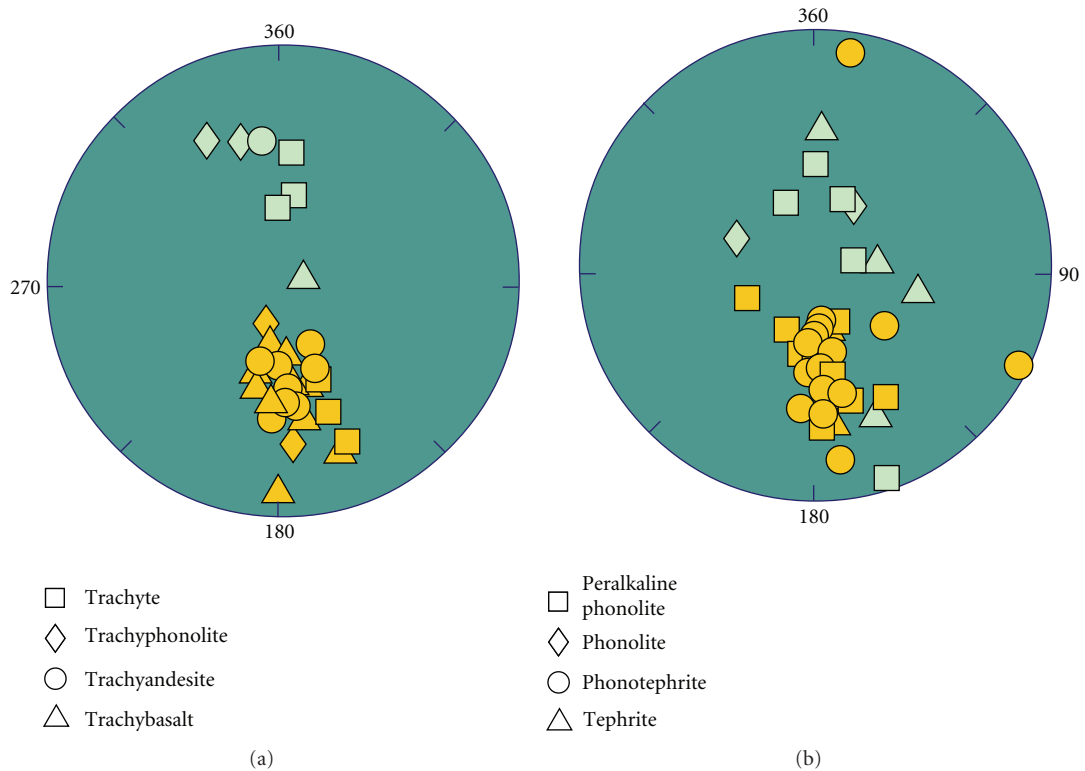 360
270
180
Trachyte
Trachyphonolite
Trachyandesite
Trachybasalt
(a)
360
90
180
Peralkaline
phonolite
Phonolite
Phonotephrite
Tephrite
(b)